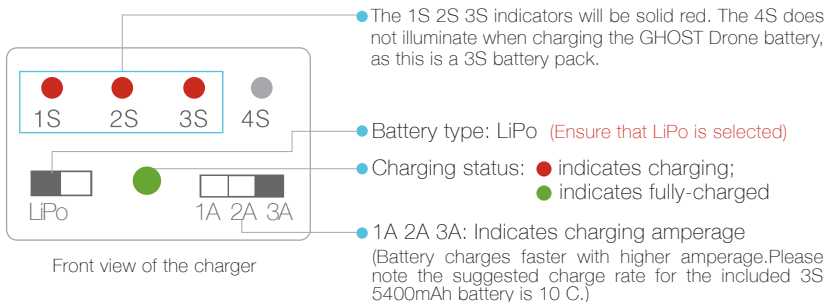 The 1S 2S 3S indicators will be solid red. The 4S does
not illuminate when charging the GHOST Drone battery,
as this is a 3S battery pack.
1S 2S 3S 4S
Battery type: LiPo (Ensure that LiPo is selected)
Charging status: indicates charging;
indicates fully-charged
LiPo 1A 2A 3A
1A 2A 3A: Indicates charging amperage
(Battery charges faster with higher amperage.Please
note the suggested charge rate for the included 3S
5400mAh battery is 10 C.)
Front view of the charger